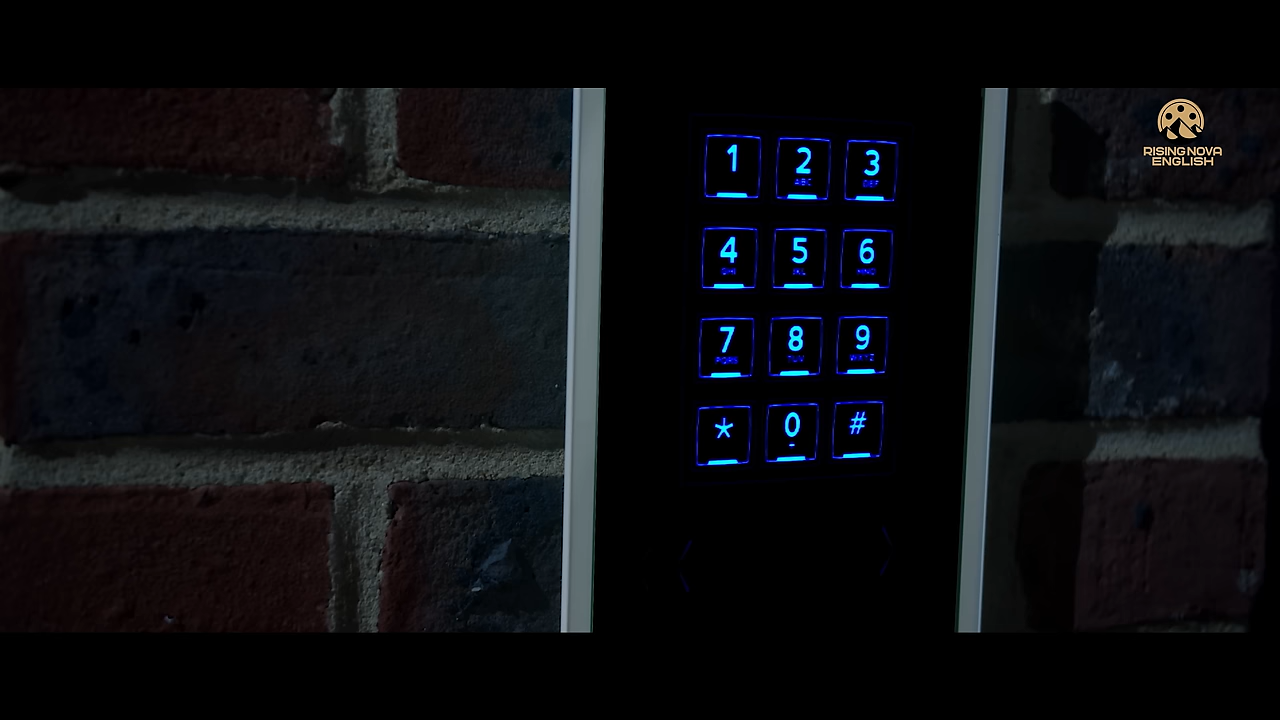 RISING NOVA
ENGLISH
1 2 3
ABC DEF
4 5 6
GHI JKL MNO
7 8 9
PQRS TUV WXYZ
* 0 #